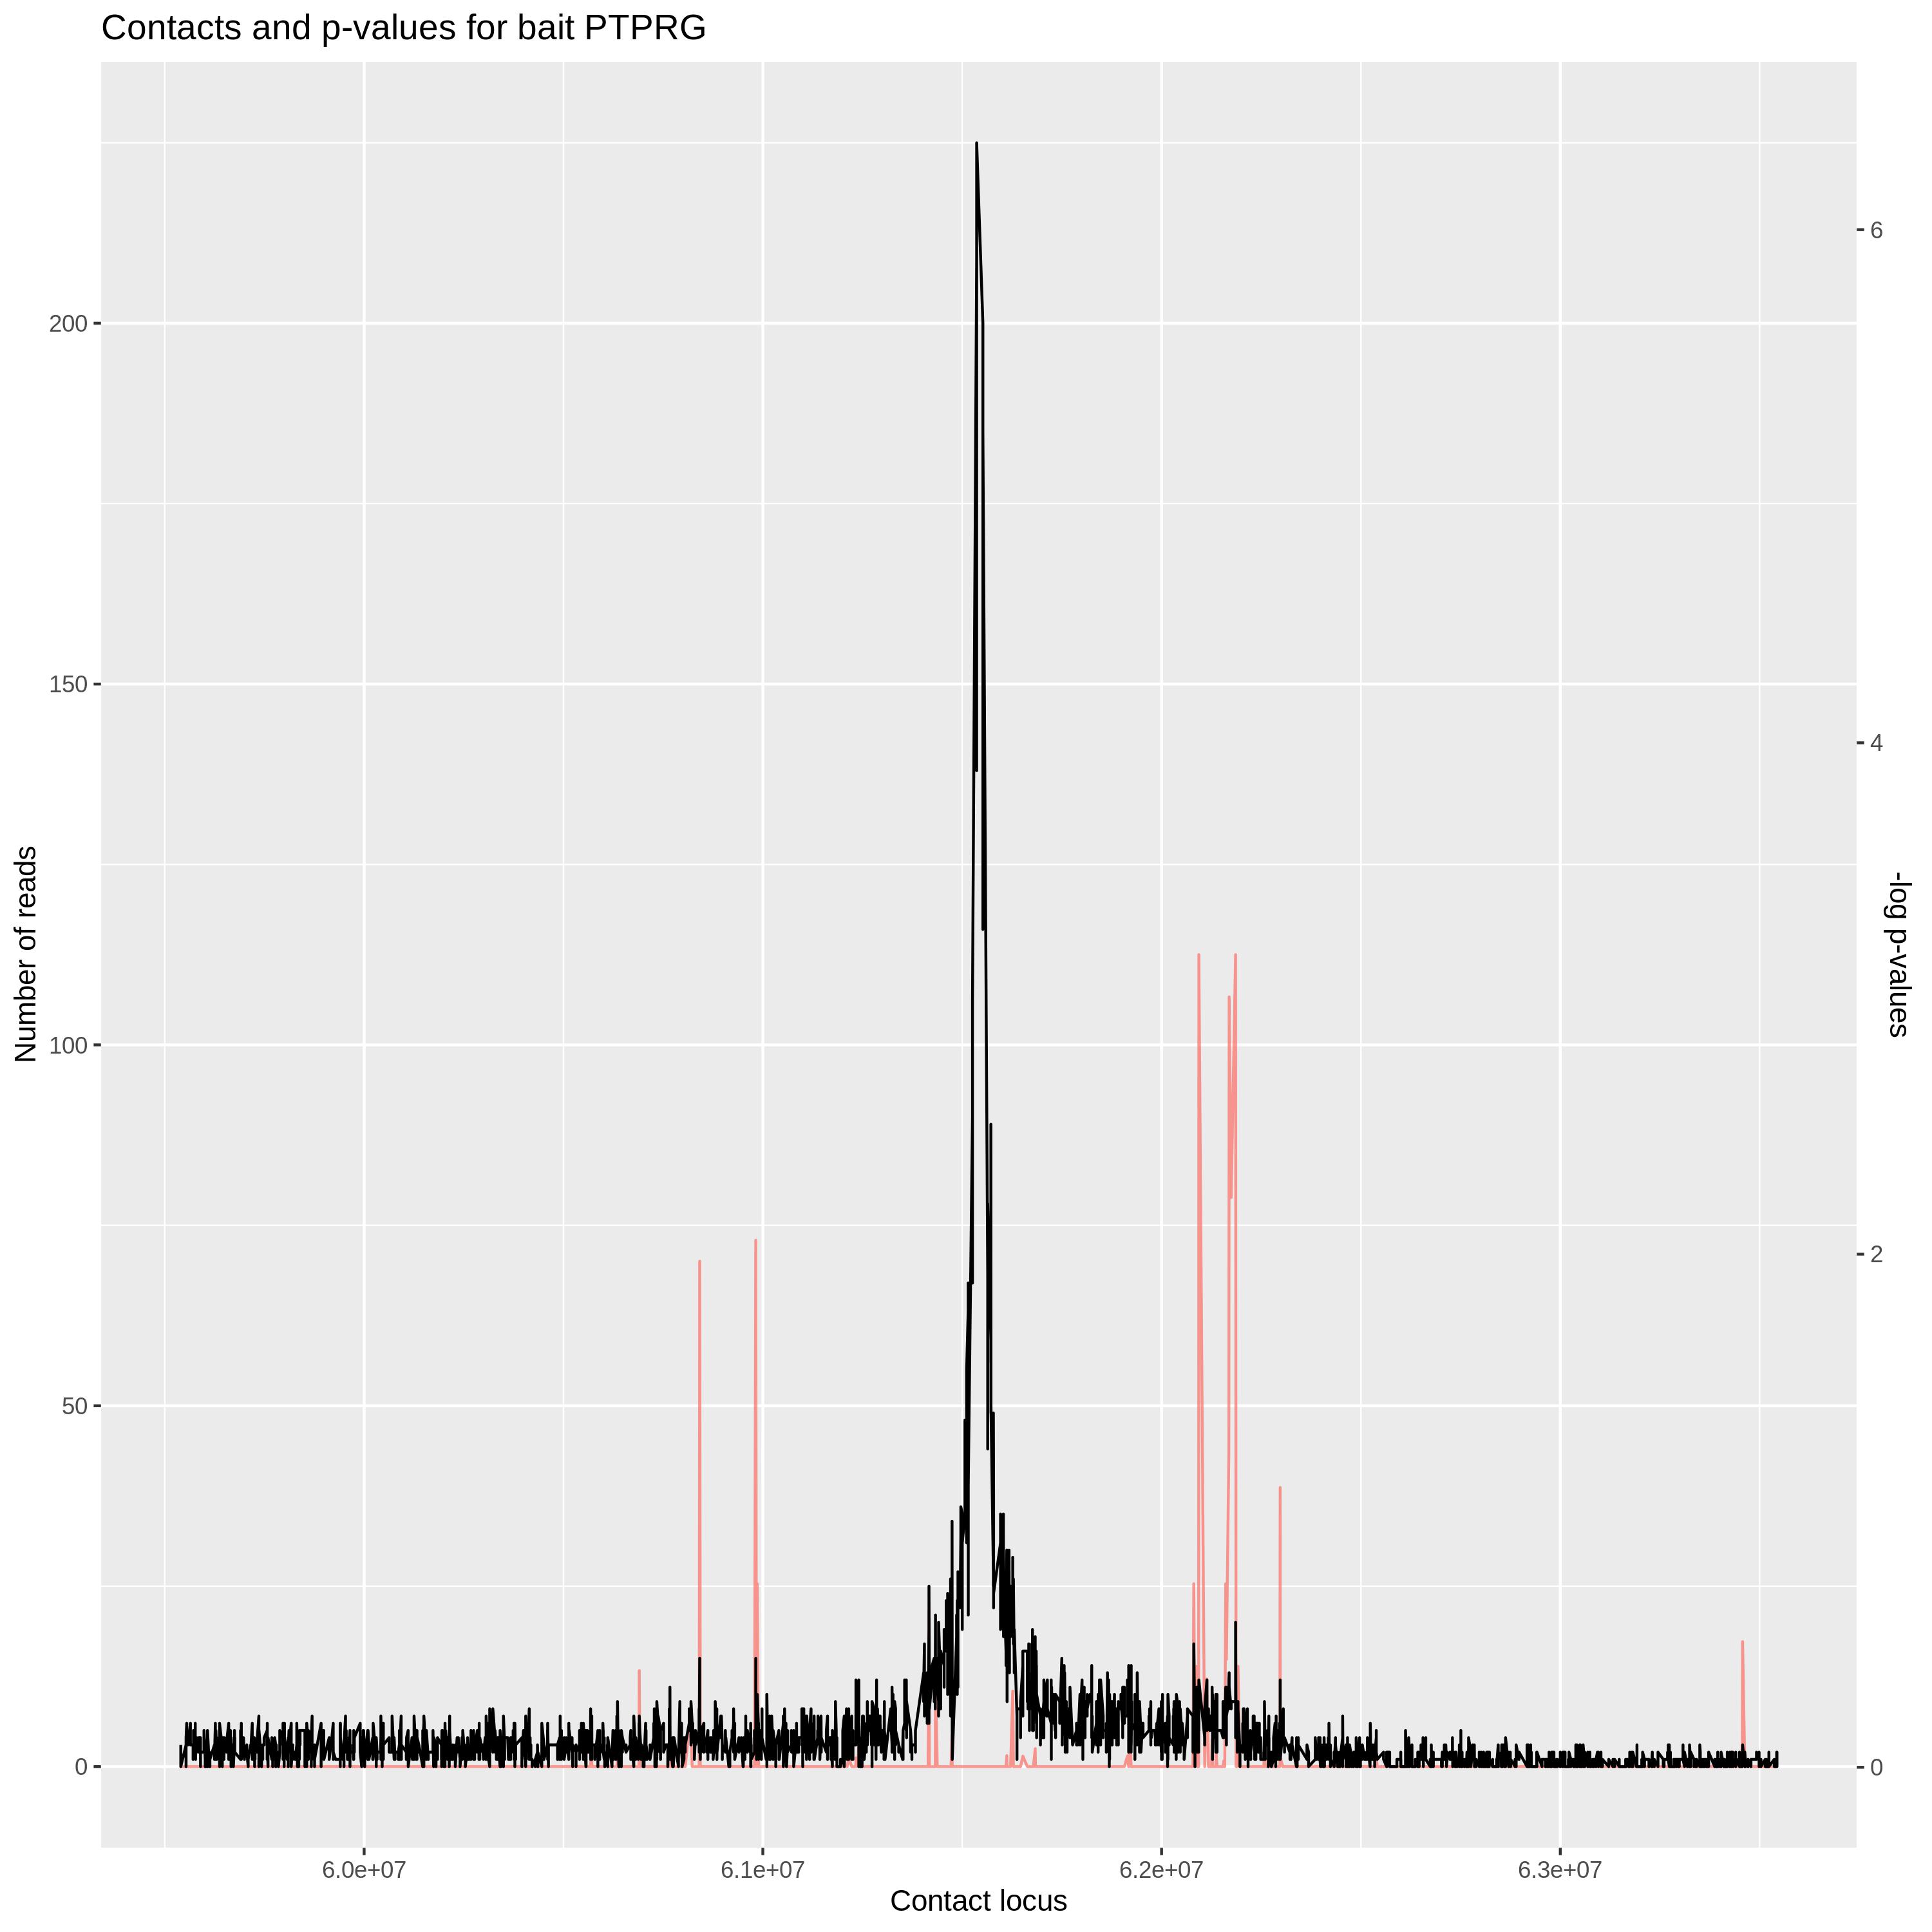 Contacts and p-values for bait PTPRG
Number of reads
200
150
100
50
0
6
4
2
0
-log p-values
6.0e+07
6.1e+07
6.2e+07
6.3e+07
Contact locus